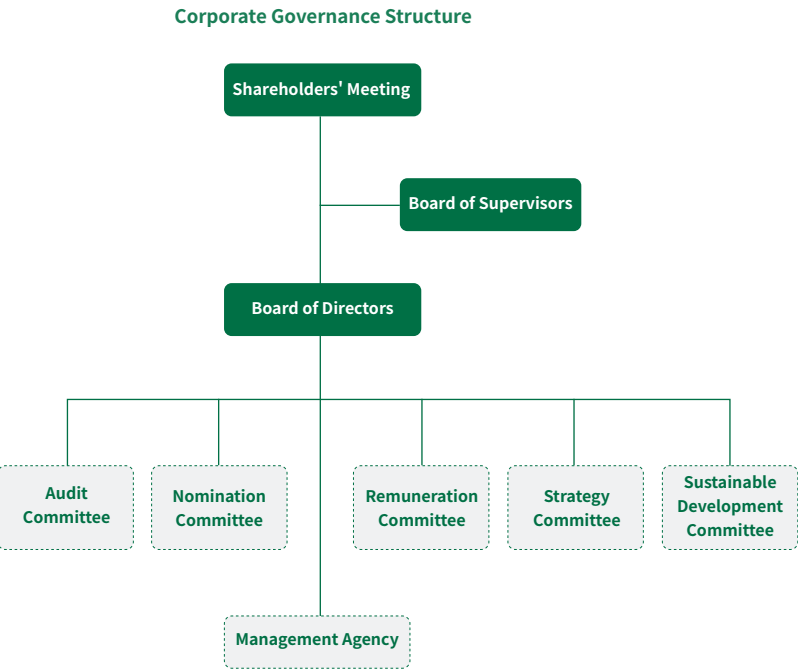 Corporate Governance Structure
Shareholders' Meeting
Board of Supervisors
Board of Directors
Audit
Committee
Nomination
Committee
Remuneration
Committee
Strategy
Committee
Sustainable
Development
Committee
Management Agency